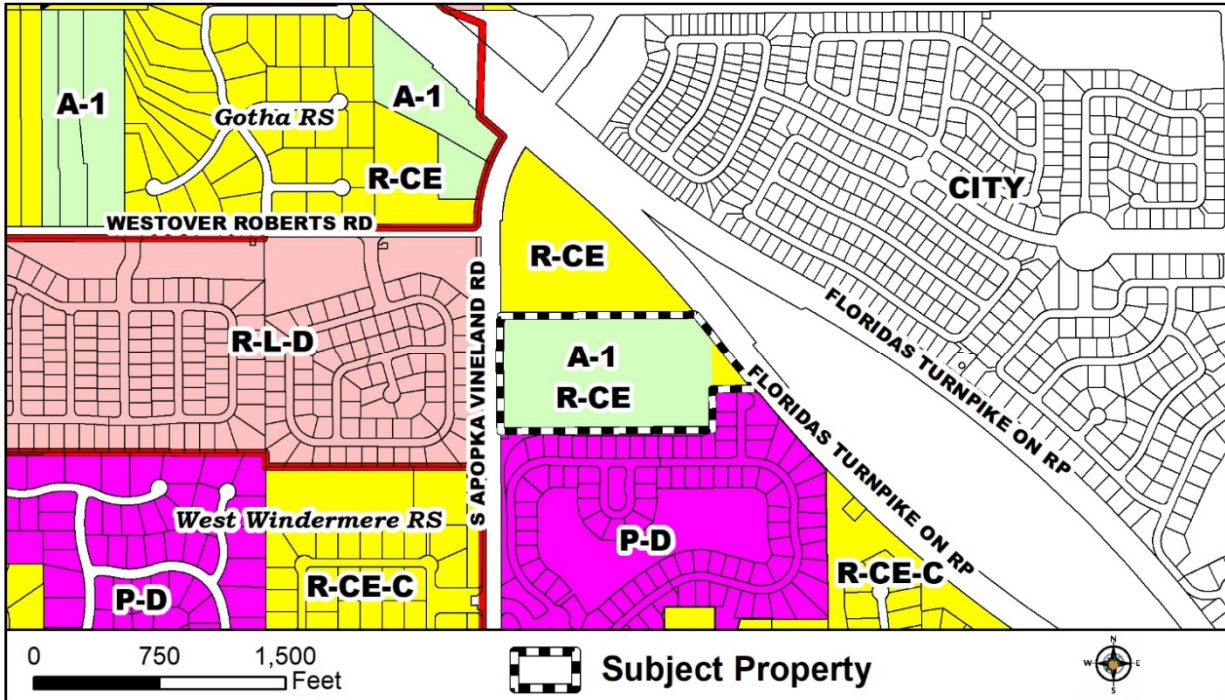 A-1
Gotha RS
A-1
R-CE
CITY
WESTOVER ROBERTS RD
R-CE
S APOPKA VINELAND RD
FLORIDAS TURNPIKE ON RP
R-L-D
A-1
R-CE
FLORIDAS TURNPIKE ON RP
West Windermere RS
P-D
P-D
R-CE-C
R-CE-C
0 750 1,500
Feet
Subject Property
N
W E
S